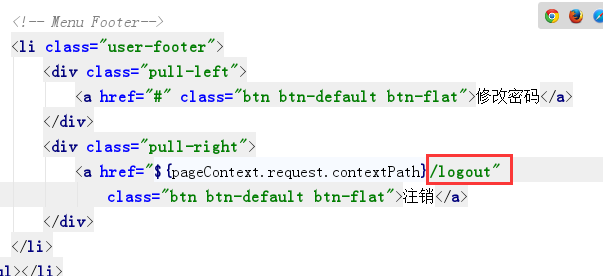 <!-- Menu Footer-->
<li class="user-footer">
<div class="pull-left">
<a href="#" class="btn btn-default btn-flat">修改密码</a>
</div>
<div class="pull-right">
<a href="${pageContext.request.contextPath}/logout"
class="btn btn-default btn-flat">注销</a>
</div>
</li>
ul></li>